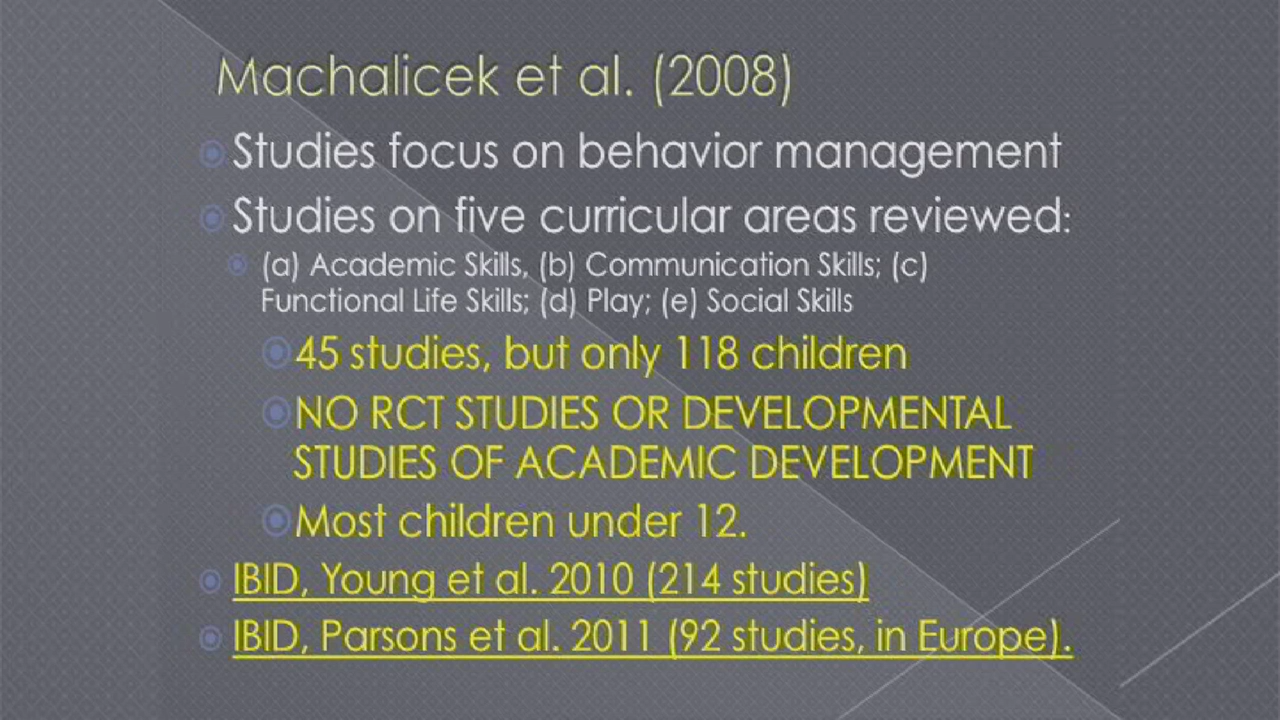 Machalicek et al. (2008)
Studies focus on behavior management
Studies on five curricular areas reviewed:
(a) Academic Skills, (b) Communication Skills; (c)
Functional Life Skills; (d) Play; (e) Social Skills
45 studies, but only 118 children
NO RCT STUDIES OR DEVELOPMENTAL
STUDIES OF ACADEMIC DEVELOPMENT
Most children under 12.
IBID, Young et al. 2010 (214 studies)
IBID, Parsons et al. 2011 (92 studies, in Europe).